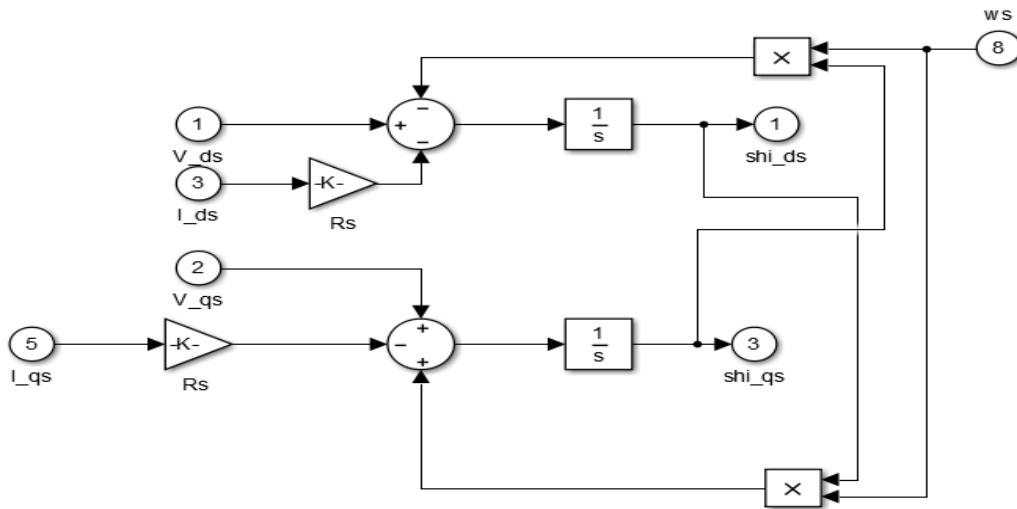 ws
8
X
−
+
−
1
V_ds
1
s
1
shi_ds
3
I_ds
-K-
Rs
2
V_qs
+
−
+
5
I_qs
-K-
Rs
1
s
3
shi_qs
X